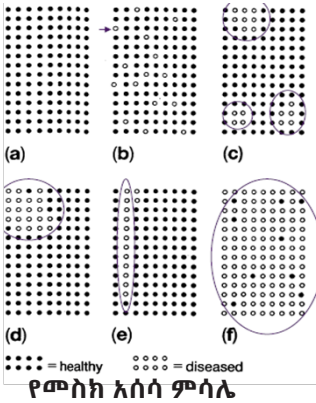 (a) (b) (c)
(d) (e) (f)
= healthy = diseased
የመስክ አሰሳ ምሳሌ